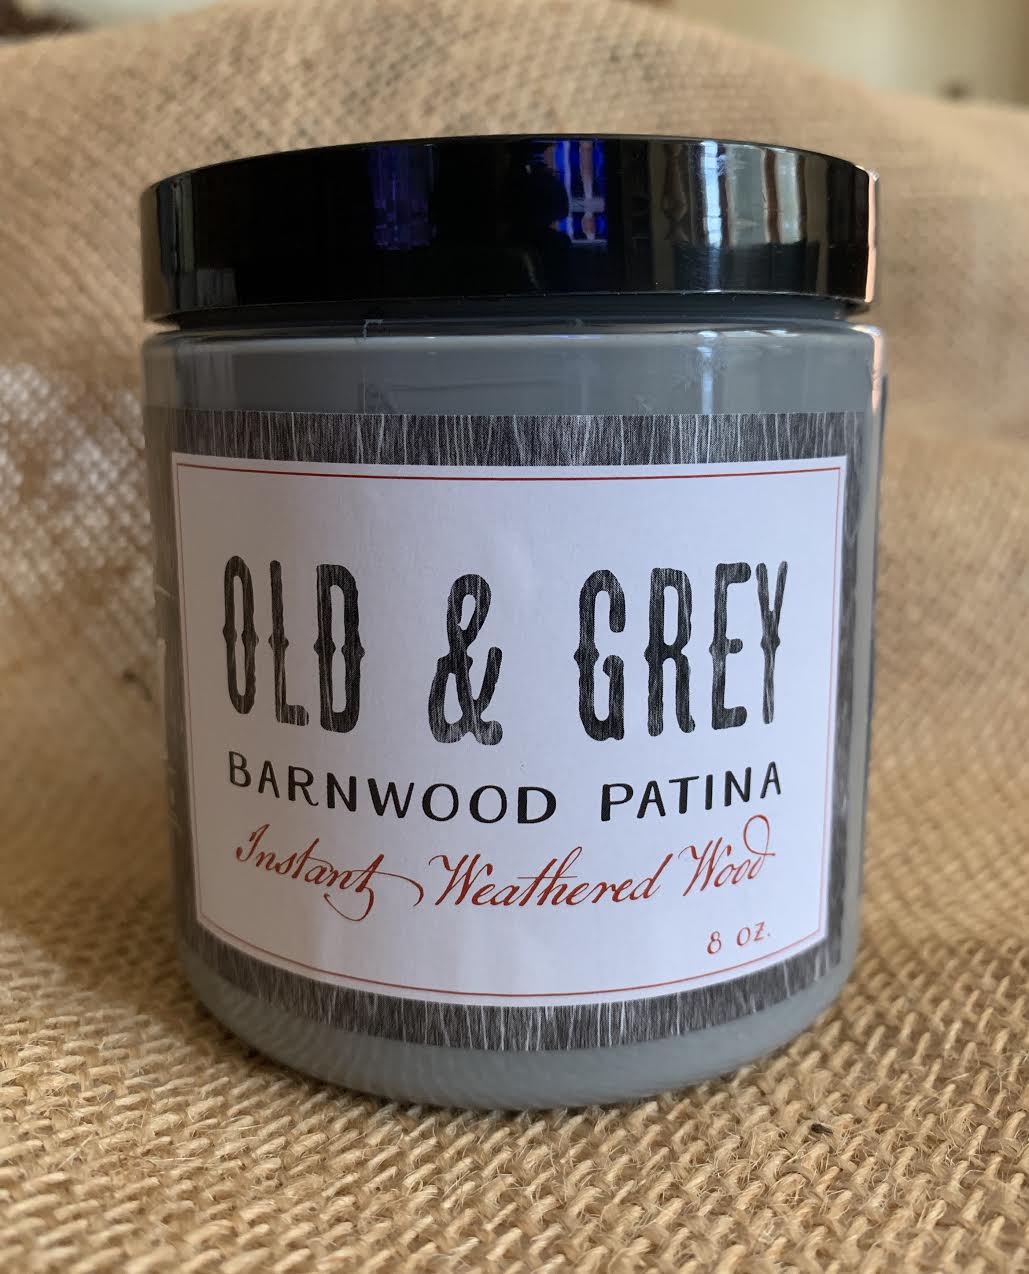 OLD & GREY
BARNWOOD PATINA
Instant Weathered Wood
8 OZ.